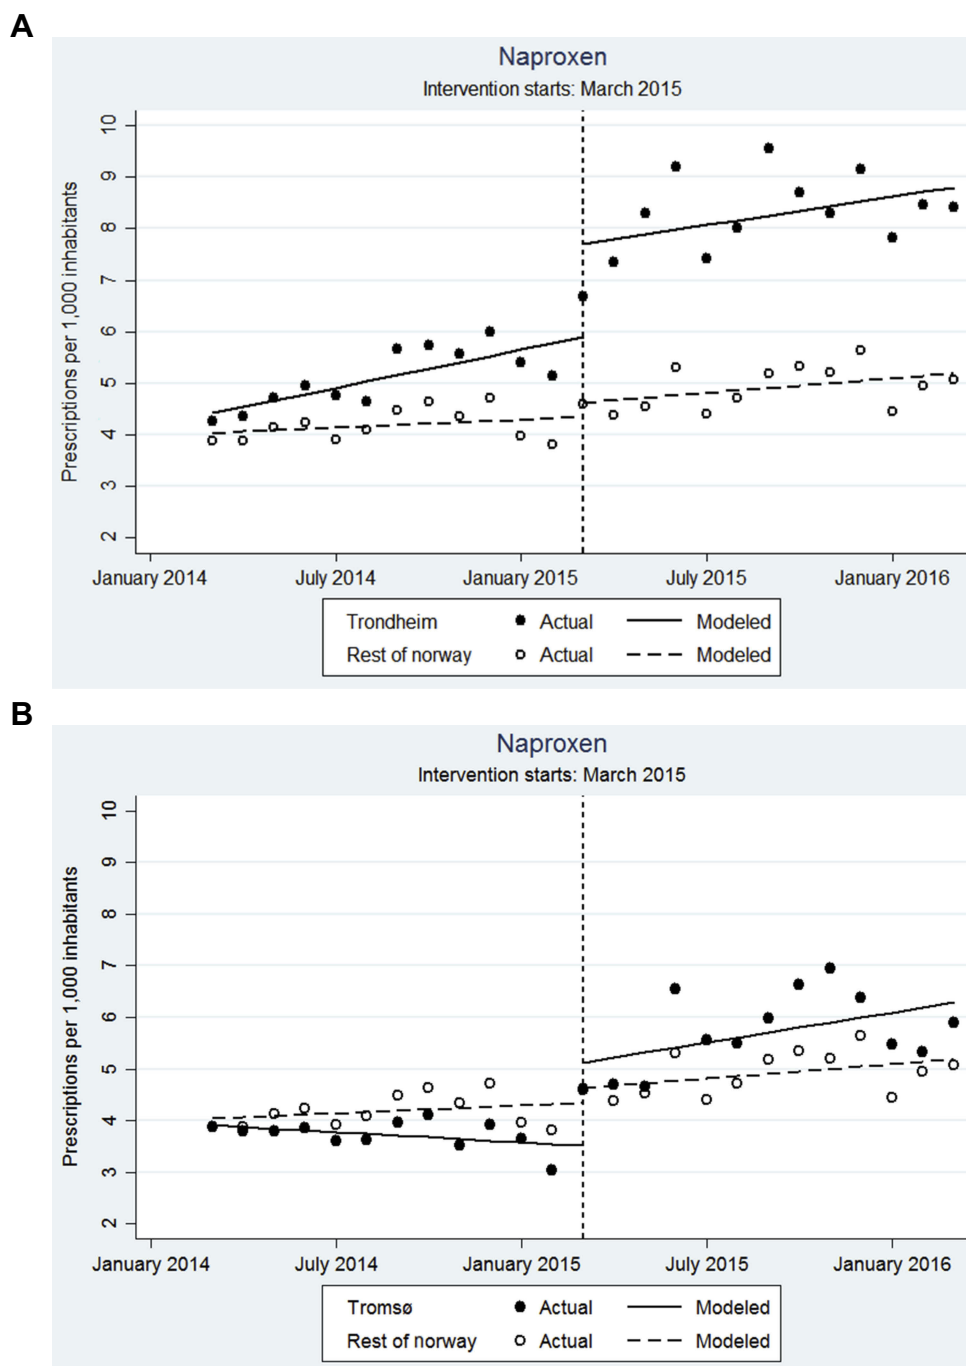 A
Naproxen
Intervention starts: March 2015
Prescriptions per 1,000 inhabitants
10
9
8
7
6
5
4
3
2
January 2014 July 2014 January 2015 July 2015 January 2016
Trondheim Actual Modeled
Rest of norway Actual Modeled
B
Naproxen
Intervention starts: March 2015
Prescriptions per 1,000 inhabitants
10
9
8
7
6
5
4
3
2
January 2014 July 2014 January 2015 July 2015 January 2016
Tromsø Actual Modeled
Rest of norway Actual Modeled